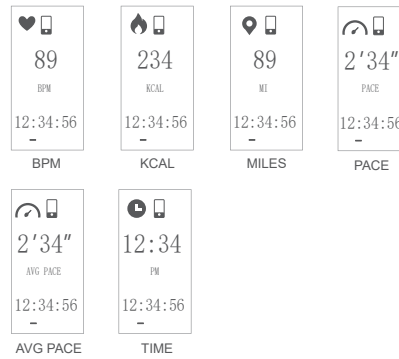 89
BPM
12:34:56
BPM
234
KCAL
12:34:56
KCAL
89
MI
12:34:56
MILES
2'34"
PACE
12:34:56
PACE
2'34"
AVG PACE
12:34:56
AVG PACE
12:34
PM
12:34:56
TIME